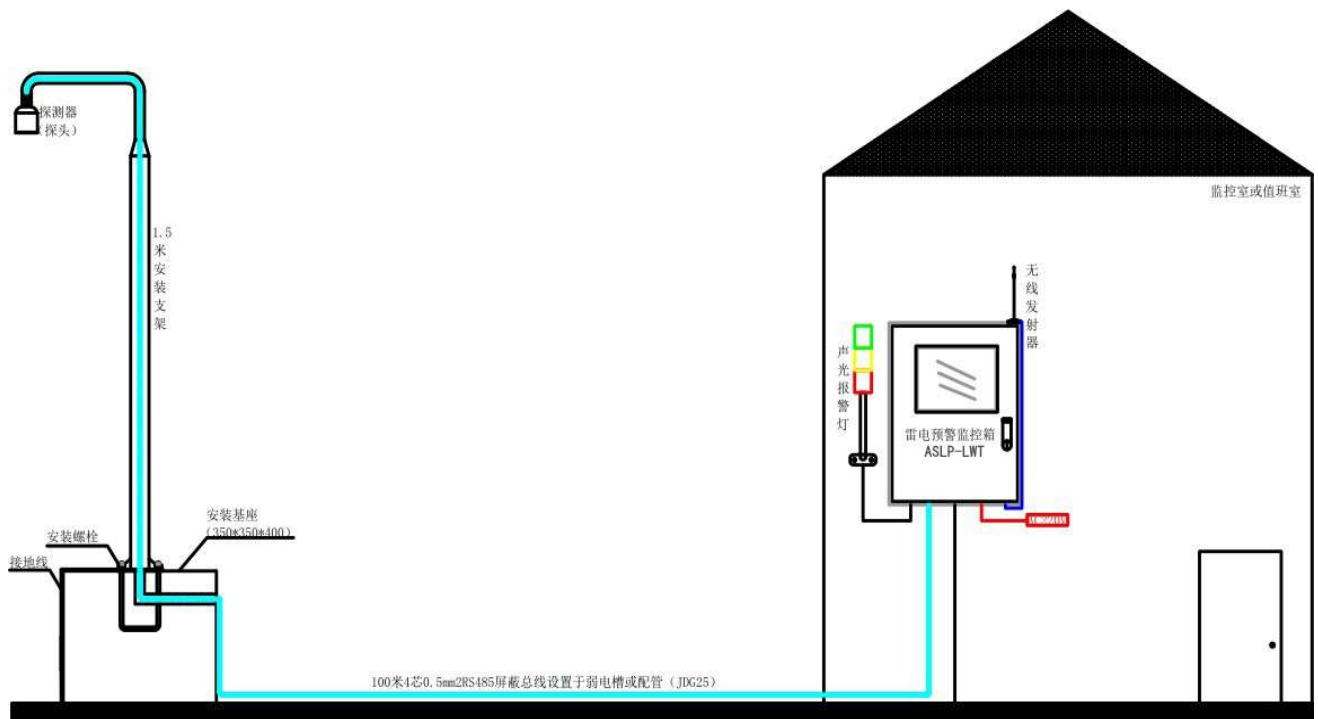 探测器
（探头）
监控室或值班室
1.5米安装支架
无线发射器
声光报警灯
雷电预警监控箱
ASLP-LWT
AC220V
安装基座
（350*350*400）
安装螺栓
接地线
100米4芯0.5mm2RS485屏蔽总线设置于弱电槽或配管（JDG25）